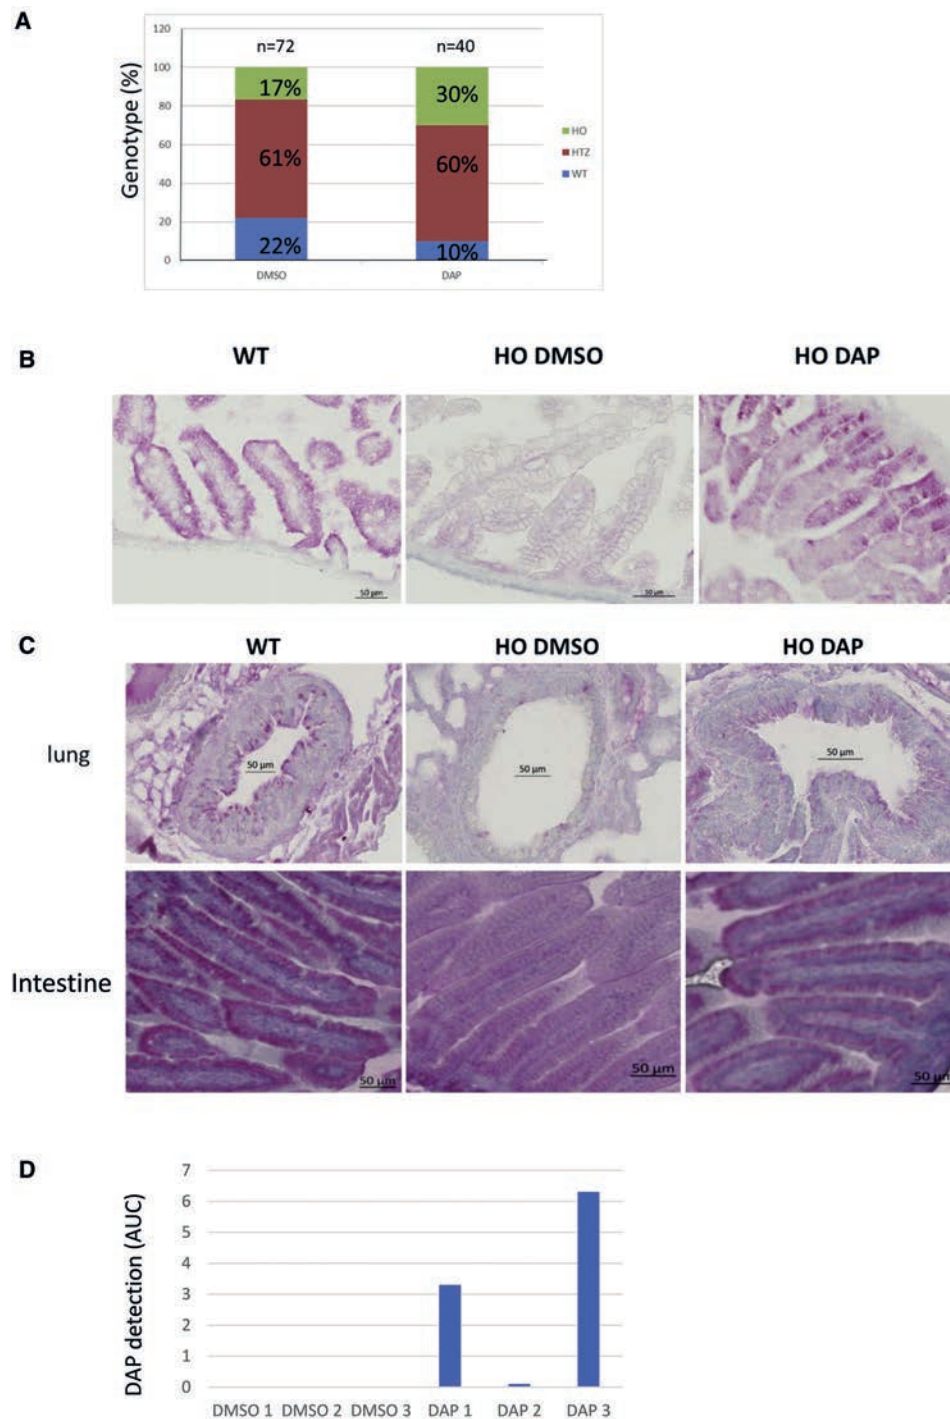 A
n=72
n=40
Genotype (%)
120
100
80
60
40
20
0
17%
61%
22%
30%
60%
10%
HO
HTZ
WT
DMSO
DAP
B
WT
HO DMSO
HO DAP
50 µm
50 µm
C
WT
HO DMSO
HO DAP
lung
50 µm
50 µm
50 µm
Intestine
50 µm
50 µm
50 µm
D
DAP detection (AUC)
7
6
5
4
3
2
1
0
DMSO 1
DMSO 2
DMSO 3
DAP 1
DAP 2
DAP 3